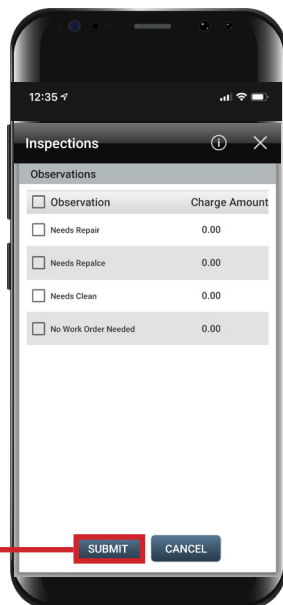 12:35
Inspections
Observations
Observation Charge Amount
Needs Repair 0.00
Needs Repalce 0.00
Needs Clean 0.00
No Work Order Needed 0.00
SUBMIT CANCEL